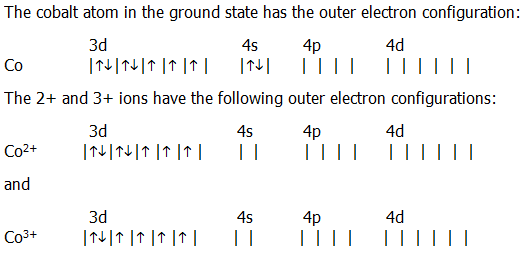 The cobalt atom in the ground state has the outer electron configuration:
3d 4s 4p 4d
Co |↑↓|↑↓|↑ |↑ |↑ | |↑↓| | | | | | | | | | |
The 2+ and 3+ ions have the following outer electron configurations:
3d 4s 4p 4d
Co2+ |↑↓|↑↓|↑ |↑ |↑ | | | | | | | | | | | | |
and
3d 4s 4p 4d
Co3+ |↑↓|↑ |↑ |↑ |↑ | | | | | | | | | | | | |